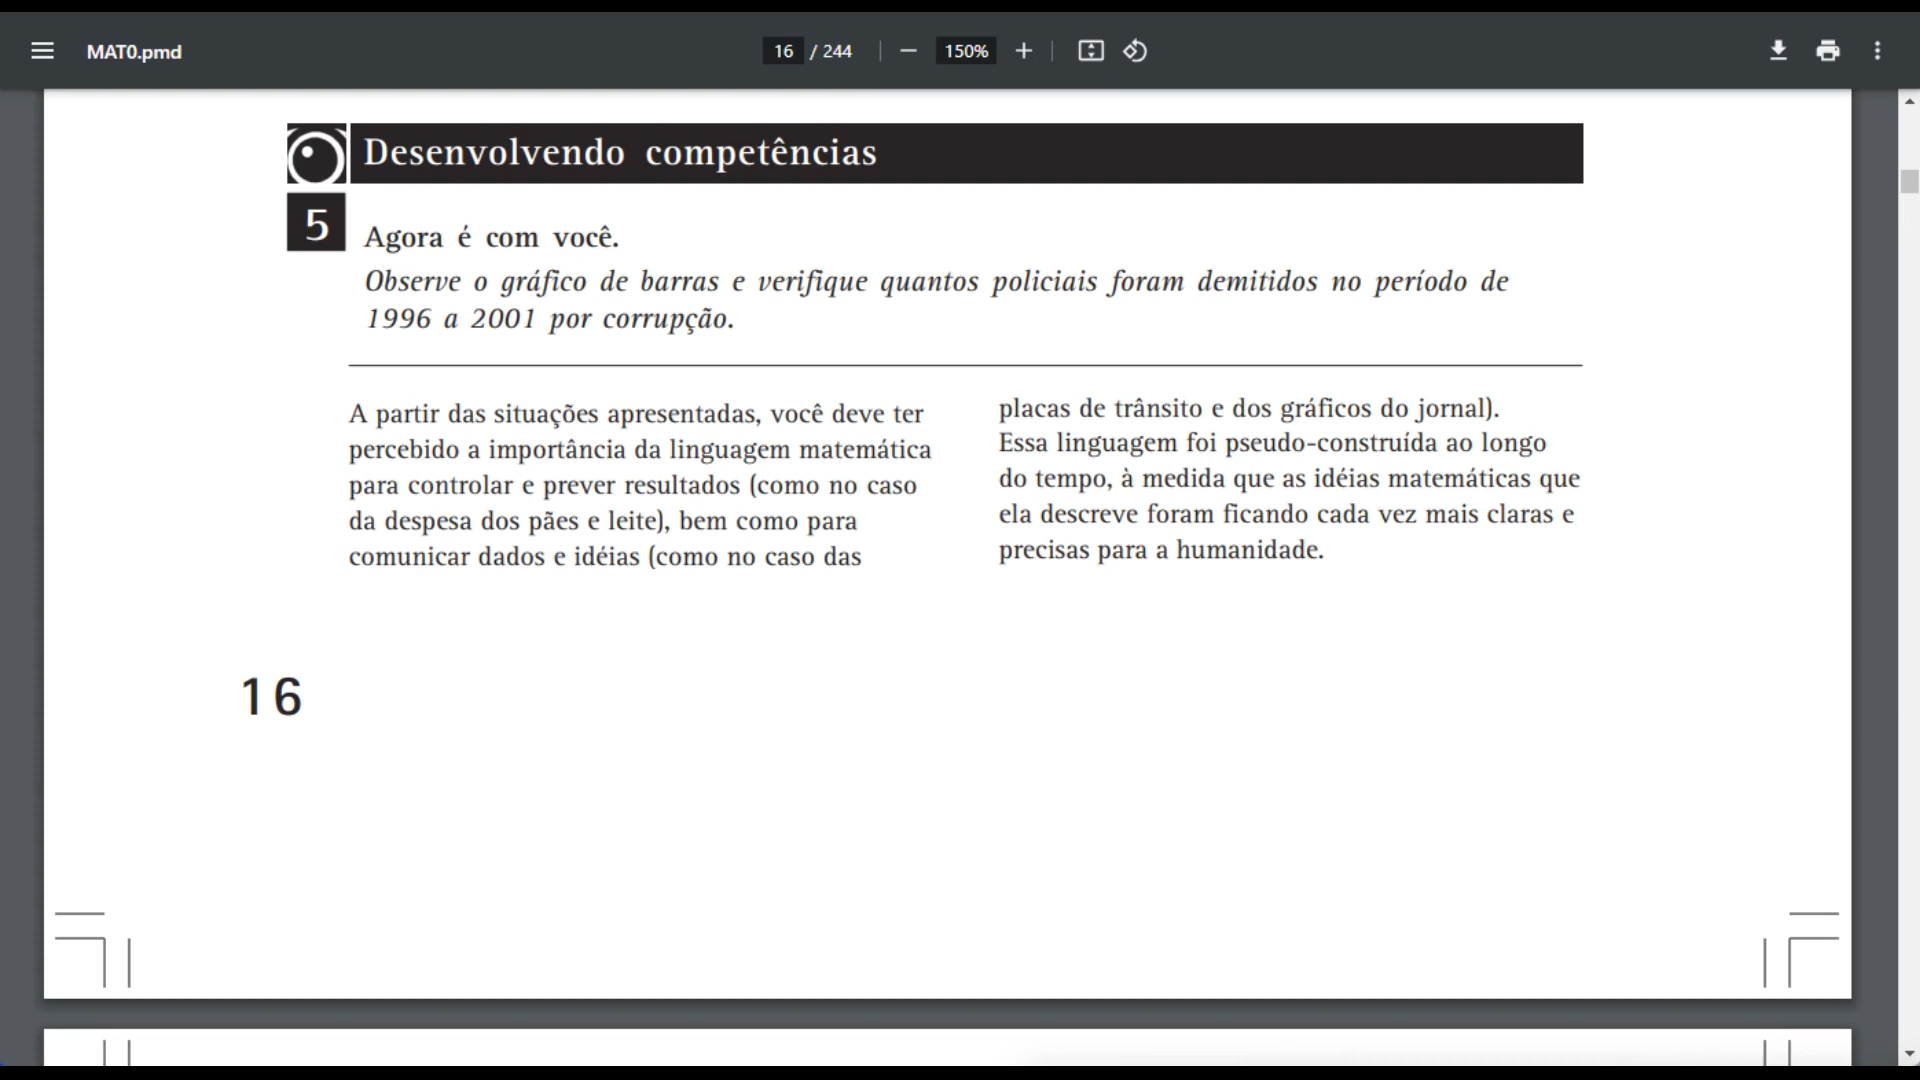 MAT0.pmd
16 / 244
150%
Desenvolvendo competências
5
Agora é com você.
Observe o gráfico de barras e verifique quantos policiais foram demitidos no período de
1996 a 2001 por corrupção.
A partir das situações apresentadas, você deve ter
percebido a importância da linguagem matemática
para controlar e prever resultados (como no caso
da despesa dos pães e leite), bem como para
comunicar dados e idéias (como no caso das
placas de trânsito e dos gráficos do jornal).
Essa linguagem foi pseudo-construída ao longo
do tempo, à medida que as idéias matemáticas que
ela descreve foram ficando cada vez mais claras e
precisas para a humanidade.
16